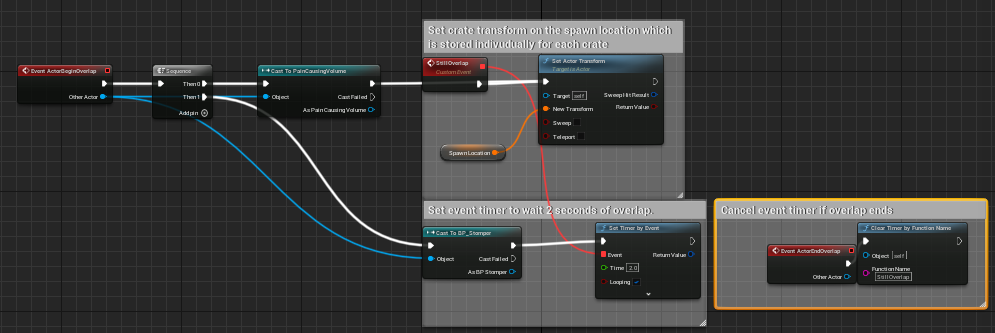 Set crate transform on the spawn location which
is stored indivudually for each crate
Event ActorBeginOverlap
Other Actor
Sequence
Then 0
Then 1
Add pin
Cast To PainCausingVolume
Object
Cast Failed
As Pain Causing Volume
Still Overlap
Custom Event
Set Actor Transform
Target is Actor
Target
self
Sweep Hit Result
New Transform
Return Value
Sweep
Teleport
Spawn Location
Set event timer to wait 2 seconds of overlap.
Cast To BP_Stomper
Object
Cast Failed
As BP Stomper
Set Timer by Event
Event
Return Value
Time
2.0
Looping
Cancel event timer if overlap ends
Event ActorEndOverlap
Other Actor
Clear Timer by Function Name
Object
self
Function Name
Still Overlap